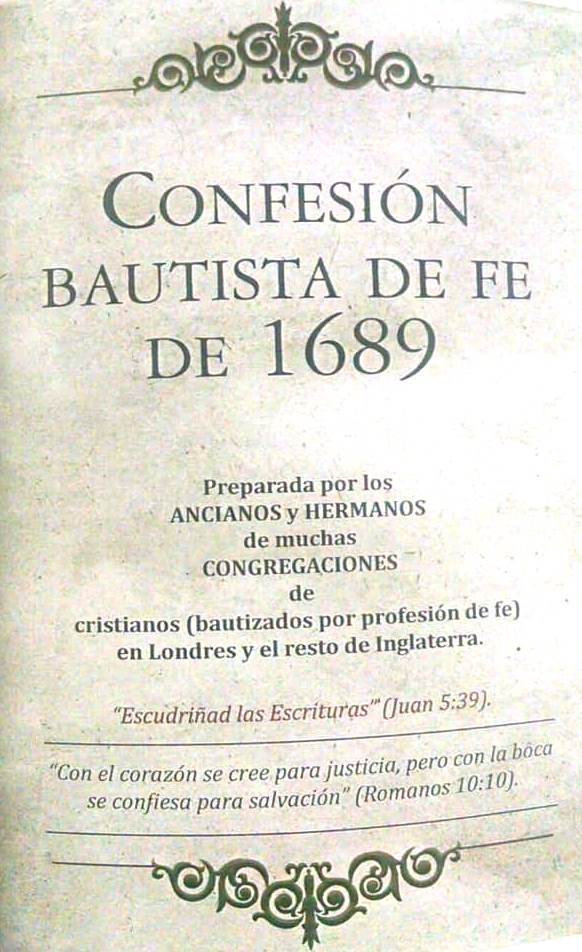 CONFESIÓN
BAUTISTA DE FE
DE 1689
Preparada por los
ANCIANOS y HERMANOS
de muchas
CONGREGACIONES
de
cristianos (bautizados por profesión de fe)
en Londres y el resto de Inglaterra.
“Escudriñad las Escrituras”' (Juan 5:39).
“Con el corazón se cree para justicia, pero con la boca
se confiesa para salvación” (Romanos 10:10).